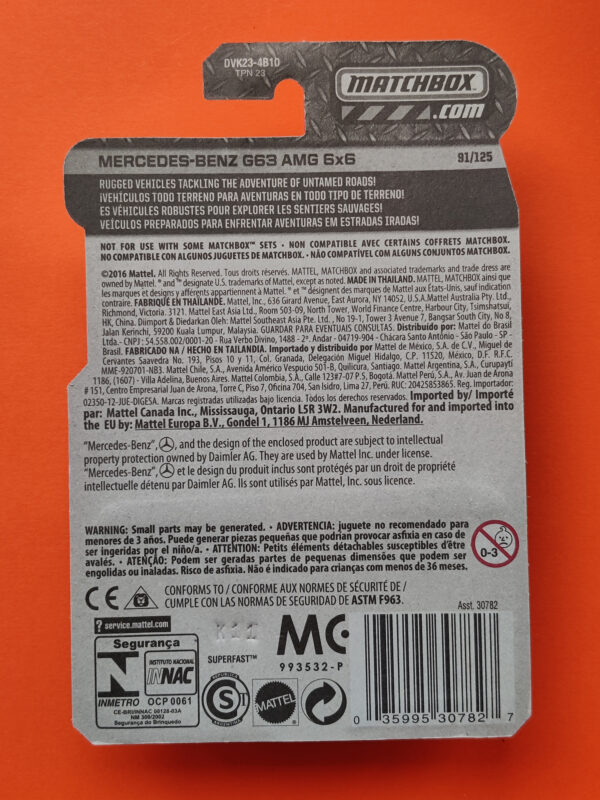 DVK23-4B10
TPN 23
MATCHBOX
.com
MERCEDES-BENZ G63 AMG 6x6 91/125
RUGGED VEHICLES TACKLING THE ADVENTURE OF UNTAMED ROADS!
¡VEHÍCULOS TODO TERRENO PARA AVENTURAS EN TODO TIPO DE TERRENO!
ES VÉHICULES ROBUSTES POUR EXPLORER LES SENTIERS SAUVAGES!
VEÍCULOS PREPARADOS PARA ENFRENTAR AVENTURAS EM ESTRADAS IRADAS!
NOT FOR USE WITH SOME MATCHBOX™ SETS • NON COMPATIBLE AVEC CERTAINS COFFRETS MATCHBOX.
NO COMPATIBLE CON ALGUNOS JUGUETES DE MATCHBOX. • NÃO COMPATÍVEL COM ALGUNS CONJUNTOS MATCHBOX.
©2016 Mattel. All Rights Reserved. Tous droits réservés. MATTEL, MATCHBOX and associated trademarks and trade dress are
owned by Mattel. ® and ™ designate U.S. trademarks of Mattel, except as noted. MADE IN THAILAND. MATTEL, MATCHBOX ainsi que
les marques et designs y afférents appartiennent à Mattel. ® et ™ désignent des marques de Mattel aux États-Unis, sauf indication
contraire. FABRIQUÉ EN THAÏLANDE. Mattel, Inc., 636 Girard Avenue, East Aurora, NY 14052, U.S.A. Mattel Australia Pty. Ltd.,
Richmond, Victoria. 3121. Mattel East Asia Ltd., Room 503-09, North Tower, World Finance Centre, Harbour City, Tsimshatsui,
HK, China. Diimport & Diedarkan Oleh: Mattel Southeast Asia Pte. Ltd., No 19-1, Tower 3 Avenue 7, Bangsar South City, No 8,
Jalan Kerinchi, 59200 Kuala Lumpur, Malaysia. GUARDAR PARA EVENTUAIS CONSULTAS. Distribuído por: Mattel do Brasil
Ltda. - CNPJ : 54.558.002/0001-20 - Rua Verbo Divino, 1488 - 2º. Andar - 04719-904 - Chácara Santo Antônio - São Paulo - SP -
Brasil. FABRICADO NA / HECHO EN TAILANDIA. Importado y distribuido por Mattel de México, S.A. de C.V., Miguel de
Cervantes Saavedra No. 193, Pisos 10 y 11, Col. Granada, Delegación Miguel Hidalgo, C.P. 11520, México, D.F. R.F.C.
MME-920701-NB3. Mattel Chile, S.A., Avenida Américo Vespucio 501-B, Quilicura, Santiago. Mattel Argentina, S.A., Curupaytí
1186, (1607) - Villa Adelina, Buenos Aires. Mattel Colombia, S.A., Calle 123#7-07 P.5, Bogotá. Mattel Perú, S.A., Av. Juan de Arona
# 151, Centro Empresarial Juan de Arona, Torre C, Piso 7, Oficina 704, San Isidro, Lima 27, Perú. RUC: 20425853865. Reg. Importador:
02350-12-JUE-DIGESA. Marcas registradas utilizadas bajo licencia. Todos los derechos reservados. Imported by/ Importé
par: Mattel Canada Inc., Mississauga, Ontario L5R 3W2. Manufactured for and imported into
the EU by: Mattel Europa B.V., Gondel 1, 1186 MJ Amstelveen, Nederland.
"Mercedes-Benz", and the design of the enclosed product are subject to intellectual
property protection owned by Daimler AG. They are used by Mattel Inc. under license.
"Mercedes-Benz", et le design du produit inclus sont protégés par un droit de propriété
intellectuelle détenu par Daimler AG. Ils sont utilisés par Mattel, Inc. sous licence.
WARNING: Small parts may be generated. • ADVERTENCIA: juguete no recomendado para
menores de 3 años. Puede generar piezas pequeñas que podrían provocar asfixia en caso de
ser ingeridas por el niño/a. • ATTENTION: Petits éléments détachables susceptibles d'être
avalés. • ATENÇÃO: Podem ser geradas partes de pequenas dimensões que podem ser
engolidas ou inaladas. Risco de asfixia. Não é indicado para crianças com menos de 36 meses.
0-3
CE
CONFORMS TO / CONFORME AUX NORMES DE SÉCURITÉ DE /
CUMPLE CON LAS NORMAS DE SEGURIDAD DE ASTM F963.
Asst. 30782
? service.mattel.com
Segurança
INMETRO
INSTITUTO NACIONAL
INNAC
OCP 0061
CE-BRI/INNAC 00128-03A
NM 300/2002
Segurança do Brinquedo
K12
SUPERFAST™
MC
993532-P
REPUBLICA
S
ARGENTINA
MATTEL
0 35995 30782 7